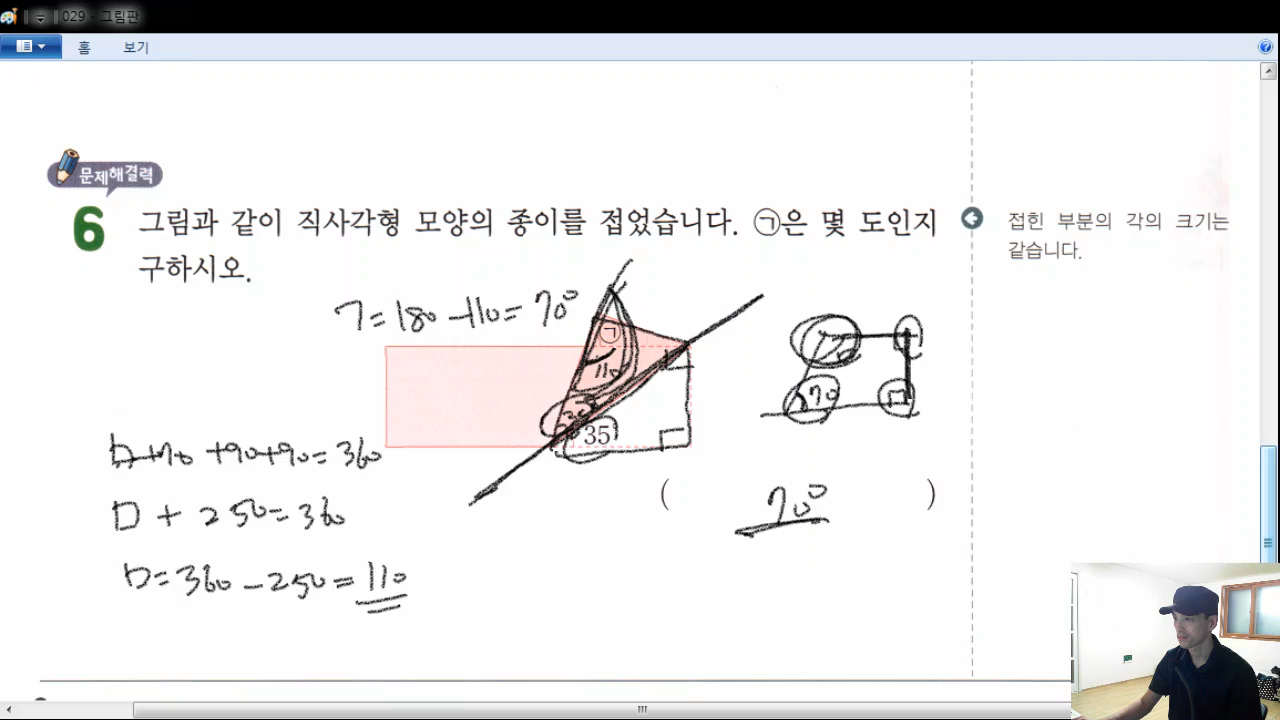 029 - 그림판
홈 보기
문제해결력
6 그림과 같이 직사각형 모양의 종이를 접었습니다. ㉠은 몇 도인지
구하시오.
접힌 부분의 각의 크기는
같습니다.
ㄱ=180-110=70°
㉠
110
35
70
+90+90=360
□+250=360
□=360-250=110
( 70° )